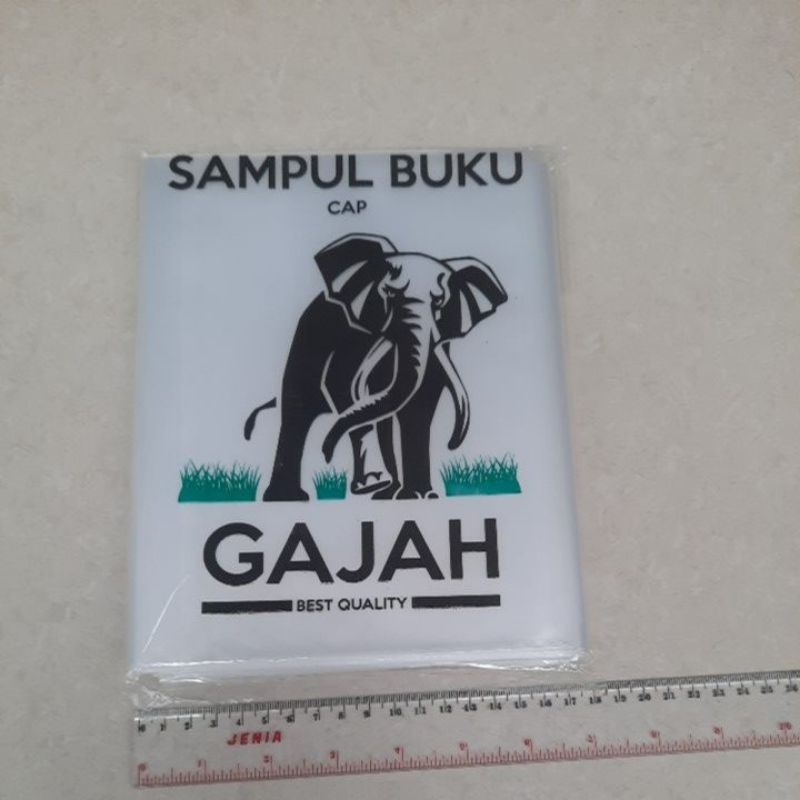 SAMPUL BUKU
CAP
GAJAH
BEST QUALITY
JENIA